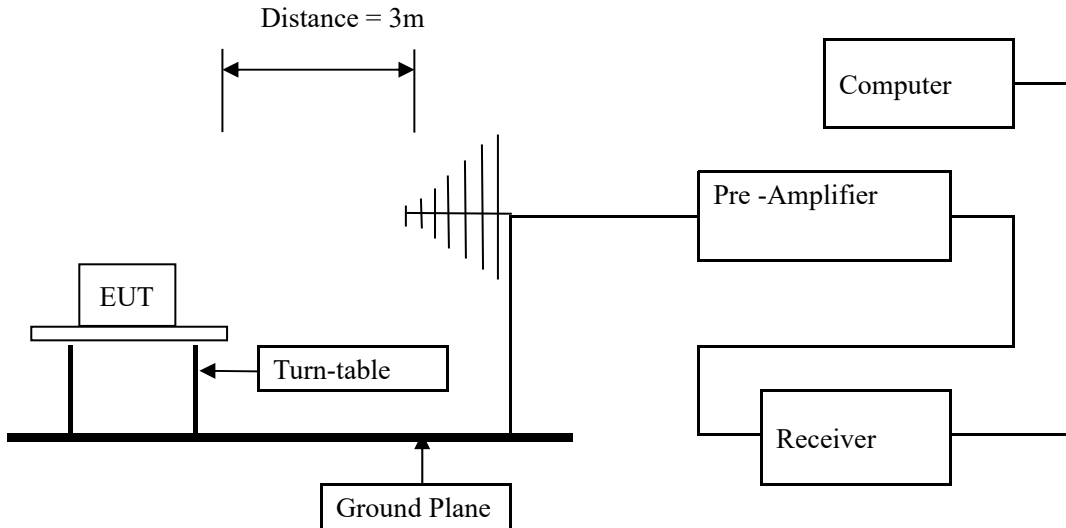 Distance = 3m
Computer
Pre -Amplifier
EUT
Turn-table
Receiver
Ground Plane